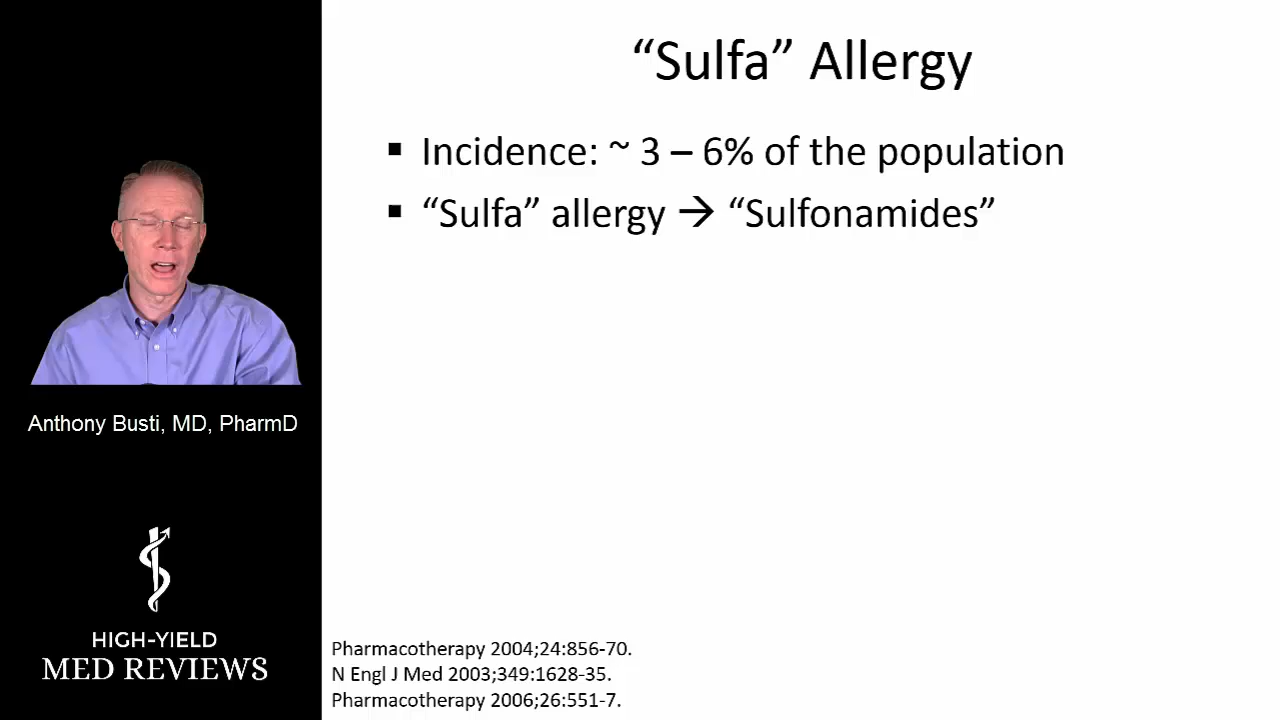 “Sulfa” Allergy
▪ Incidence: ~ 3 – 6% of the population
▪ “Sulfa” allergy → “Sulfonamides”
Anthony Busti, MD, PharmD
HIGH-YIELD
MED REVIEWS
Pharmacotherapy 2004;24:856-70.
N Engl J Med 2003;349:1628-35.
Pharmacotherapy 2006;26:551-7.